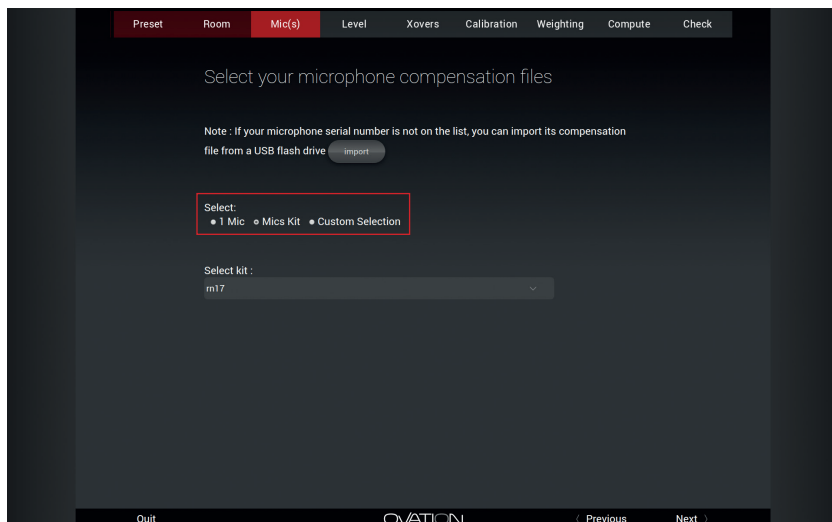 Preset Room Mic(s) Level Xovers Calibration Weighting Compute Check
Select your microphone compensation files
Note : If your microphone serial number is not on the list, you can import its compensation
file from a USB flash drive import
Select:
1 Mic Mics Kit Custom Selection
Select kit :
rn17
Quit OVATION Previous Next